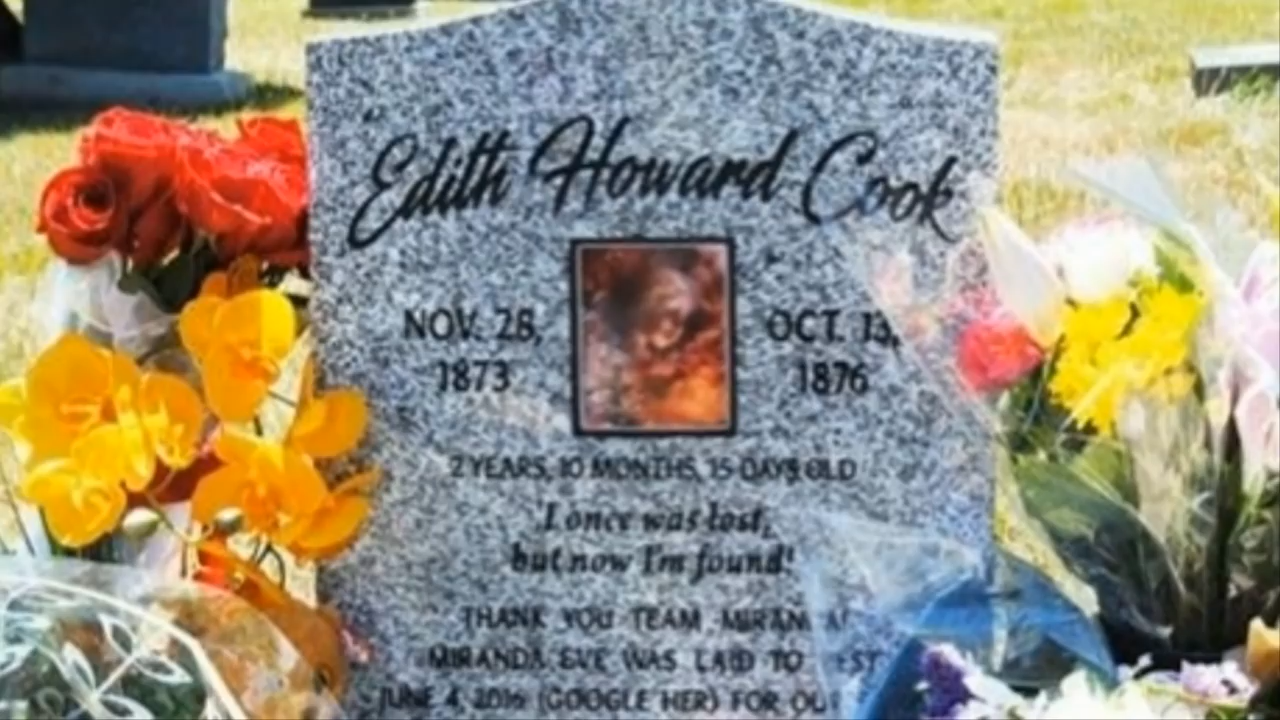 Edith Howard Cook
NOV. 28, OCT. 13,
1873 1876
2 YEARS, 10 MONTHS, 15 DAYS OLD
I once was lost,
but now I'm found!
THANK YOU TEAM
MIRANDA EVE WAS LAID TO
JUNE 4, 2016 (GOOGLE HER) FOR